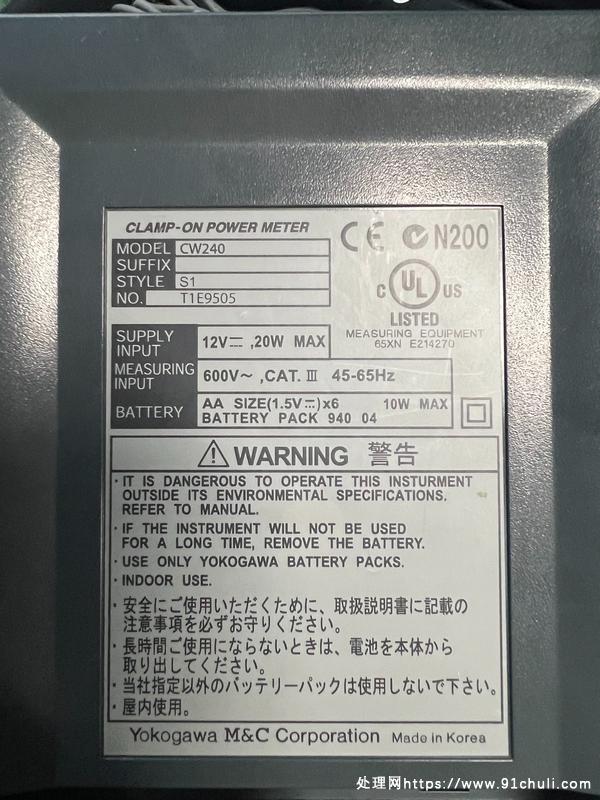 CLAMP-ON POWER METER
MODEL CW240
SUFFIX
STYLE S1
NO. T1E9505
CE N200
C UL US
LISTED
MEASURING EQUIPMENT
65XN E214270
SUPPLY INPUT 12V⎓,20W MAX
MEASURING INPUT 600V～,CAT.Ⅲ 45-65Hz
BATTERY AA SIZE(1.5V⎓)x6 10W MAX
BATTERY PACK 940 04
⚠ WARNING 警告
・IT IS DANGEROUS TO OPERATE THIS INSTURMENT
OUTSIDE ITS ENVIRONMENTAL SPECIFICATIONS.
REFER TO MANUAL.
・IF THE INSTRUMENT WILL NOT BE USED
FOR A LONG TIME, REMOVE THE BATTERY.
・USE ONLY YOKOGAWA BATTERY PACKS.
・INDOOR USE.
・安全にご使用いただくために、取扱説明書に記載の
注意事項を必ずお守りください。
・長時間ご使用にならないときは、電池を本体から
取り出してください。
・当社指定以外のバッテリーパックは使用しないで下さい。
・屋内使用。
Yokogawa M&C Corporation Made in Korea
处理网https://www.91chuli.com